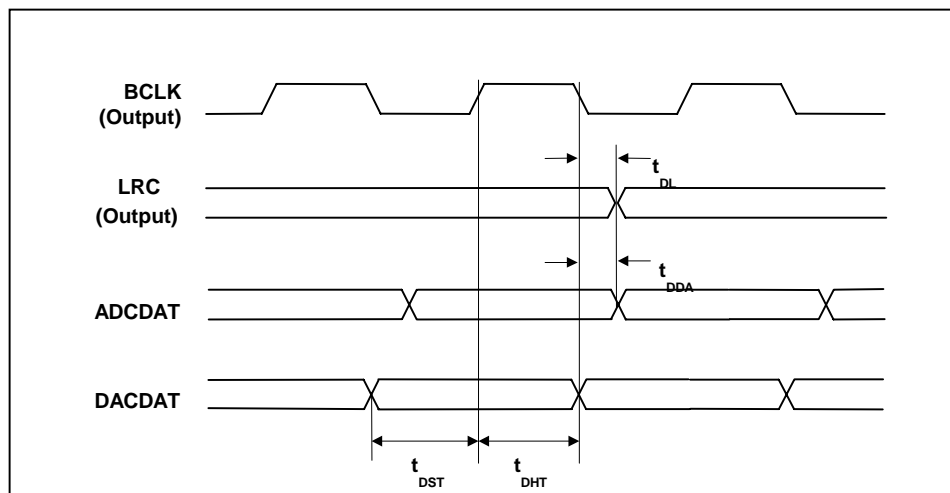 BCLK
(Output)
t DL
LRC
(Output)
t DDA
ADCDAT
DACDAT
t DST
t DHT